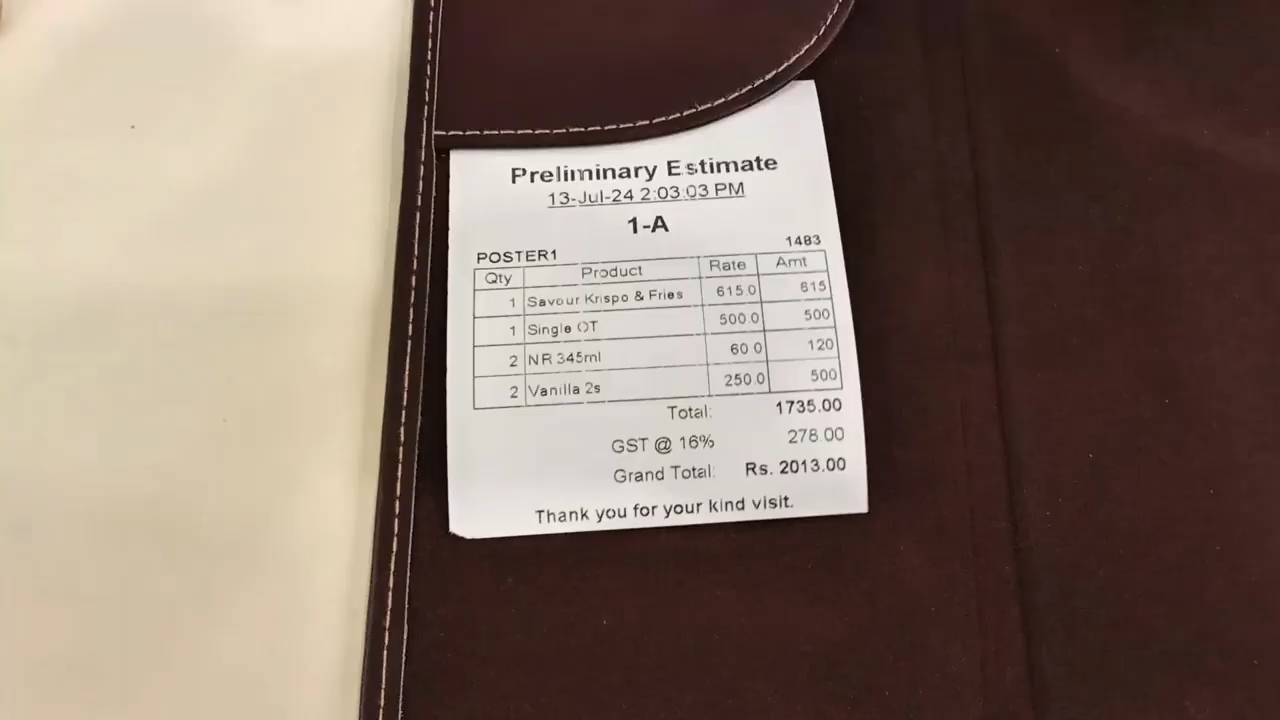 Preliminary Estimate
13-Jul-24 2:03:03 PM
1-A
POSTER1 1483
Qty Product Rate Amt
1 Savour Krispo & Fries 615.0 615
1 Single OT 500.0 500
2 NR 345ml 60.0 120
2 Vanilla 2s 250.0 500
Total: 1735.00
GST @ 16% 278.00
Grand Total: Rs. 2013.00
Thank you for your kind visit.